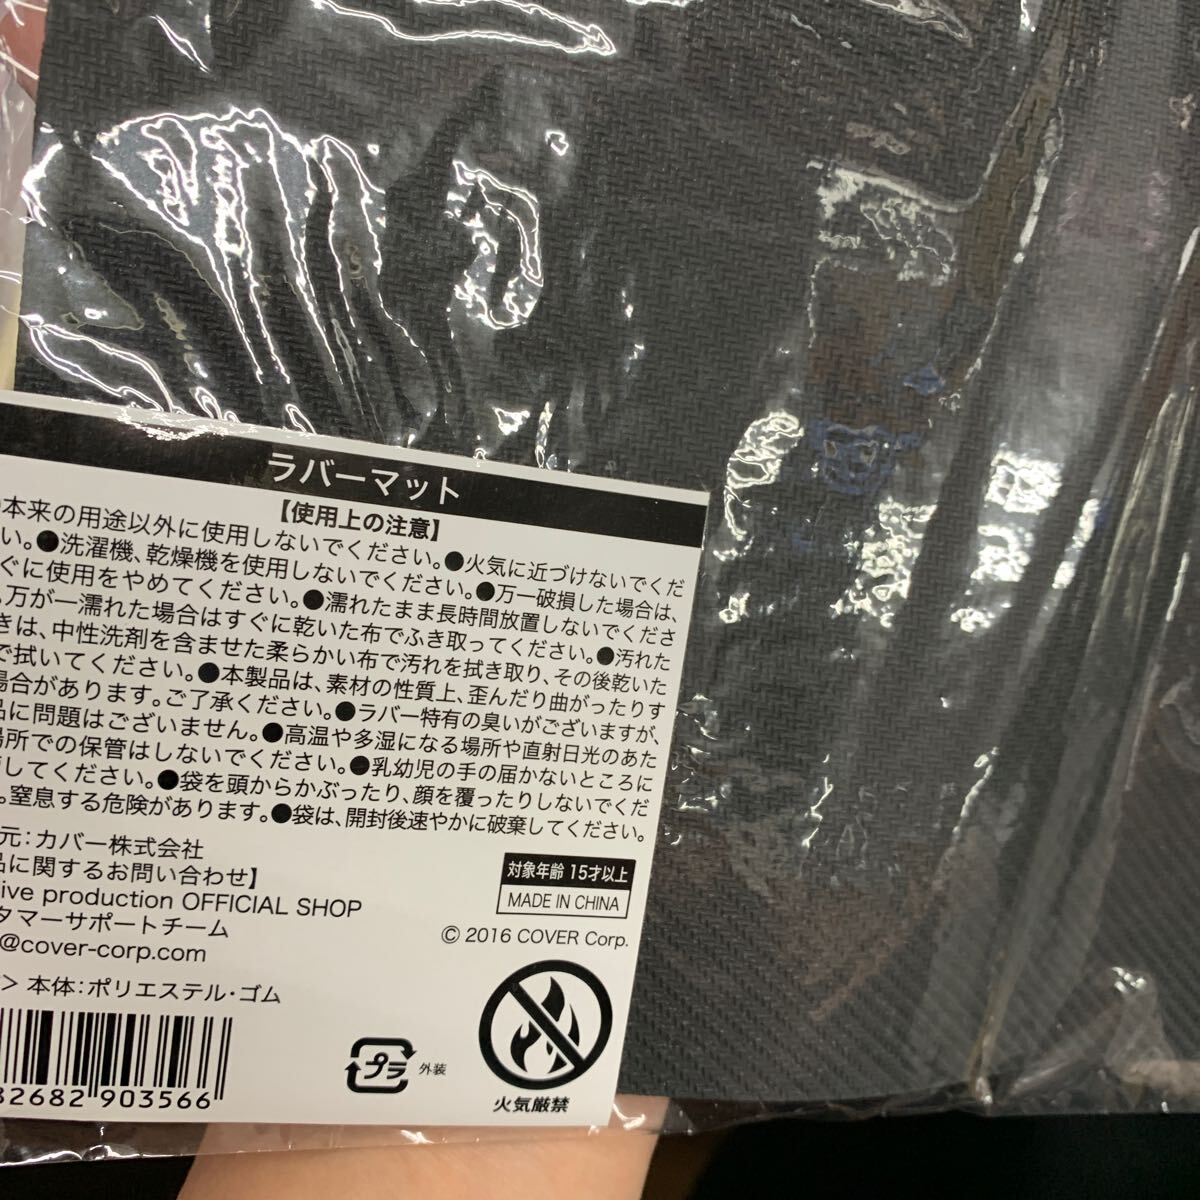 ラバーマット
【使用上の注意】
本来の用途以外に使用しないでください。●火気に近づけないでくだ
い。●洗濯機、乾燥機を使用しないでください。●万一破損した場合は、
ぐに使用をやめてください。●濡れたまま長時間放置しないでくださ
。万が一濡れた場合はすぐに乾いた布でふき取ってください。●汚れた
きは、中性洗剤を含ませた柔らかい布で汚れを拭き取り、その後乾いた
で拭いてください。●本製品は、素材の性質上、歪んだり曲がったりす
場合があります。ご了承ください。●ラバー特有の臭いがございますが、
品に問題はございません。●高温や多湿になる場所や直射日光のあた
場所での保管はしないでください。●乳幼児の手の届かないところに
してください。●袋を頭からかぶったり、顔を覆ったりしないでくだ
。窒息する危険があります。●袋は、開封後速やかに破棄してください。
元：カバー株式会社
品に関するお問い合わせ】
ive production OFFICIAL SHOP
タマーサポートチーム
@cover-corp.com
＞本体：ポリエステル・ゴム
対象年齢 15才以上
MADE IN CHINA
© 2016 COVER Corp.
プラ 外装
火気厳禁
82682 903566